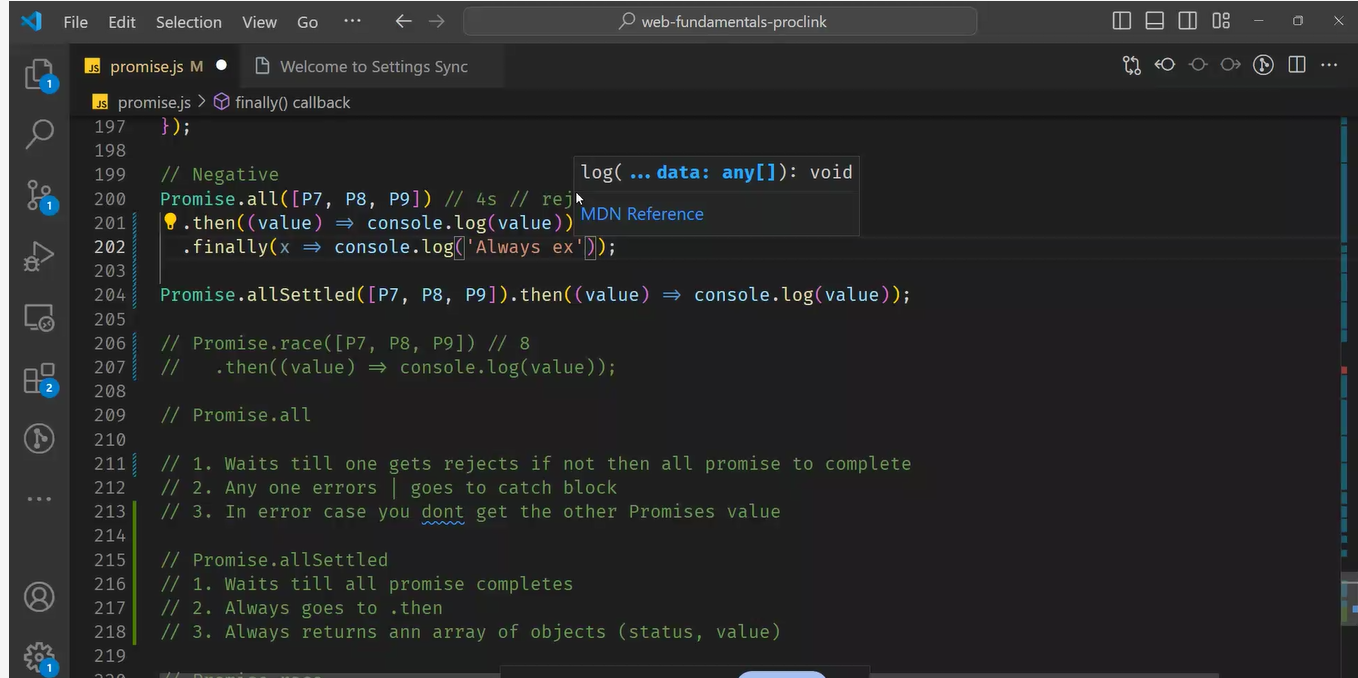 File Edit Selection View Go ... web-fundamentals-proclink
JS promise.js M Welcome to Settings Sync
JS promise.js > finally() callback
197 });
198
199 // Negative
log(...data: any[]): void
200 Promise.all([P7, P8, P9]) // 4s // rej
MDN Reference
201 .then((value) ⇒ console.log(value))
202 .finally(x ⇒ console.log('Always ex'));
203
204 Promise.allSettled([P7, P8, P9]).then((value) ⇒ console.log(value));
205
206 // Promise.race([P7, P8, P9]) // 8
207 // .then((value) ⇒ console.log(value));
208
209 // Promise.all
210
211 // 1. Waits till one gets rejects if not then all promise to complete
212 // 2. Any one errors | goes to catch block
213 // 3. In error case you dont get the other Promises value
214
215 // Promise.allSettled
216 // 1. Waits till all promise completes
217 // 2. Always goes to .then
218 // 3. Always returns ann array of objects (status, value)
219
1
1
2
1